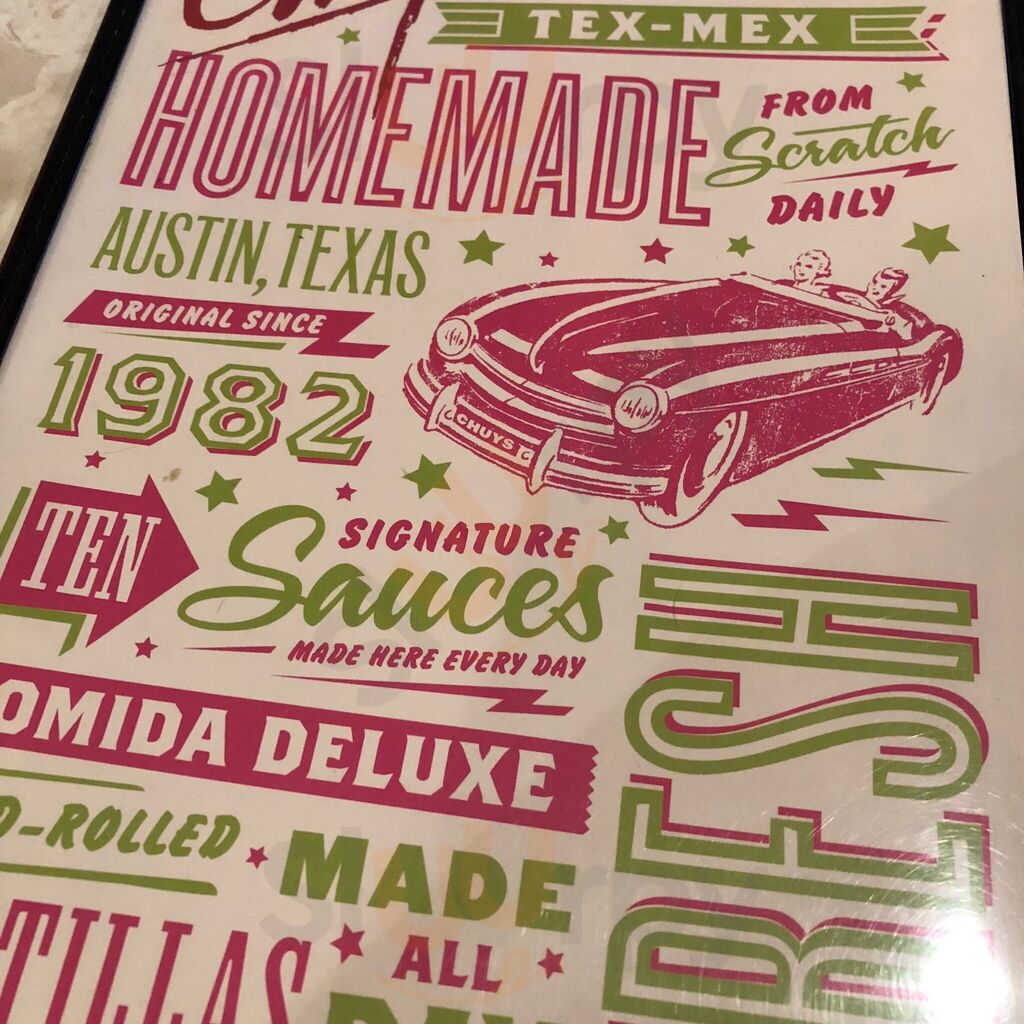 TEX-MEX
HOMEMADE
FROM
Scratch
DAILY
AUSTIN, TEXAS
ORIGINAL SINCE
1982
CHUYS
TEN
SIGNATURE
Sauces
MADE HERE EVERY DAY
OMIDA DELUXE
D-ROLLED
MADE
ALL
TILLAS
RESH